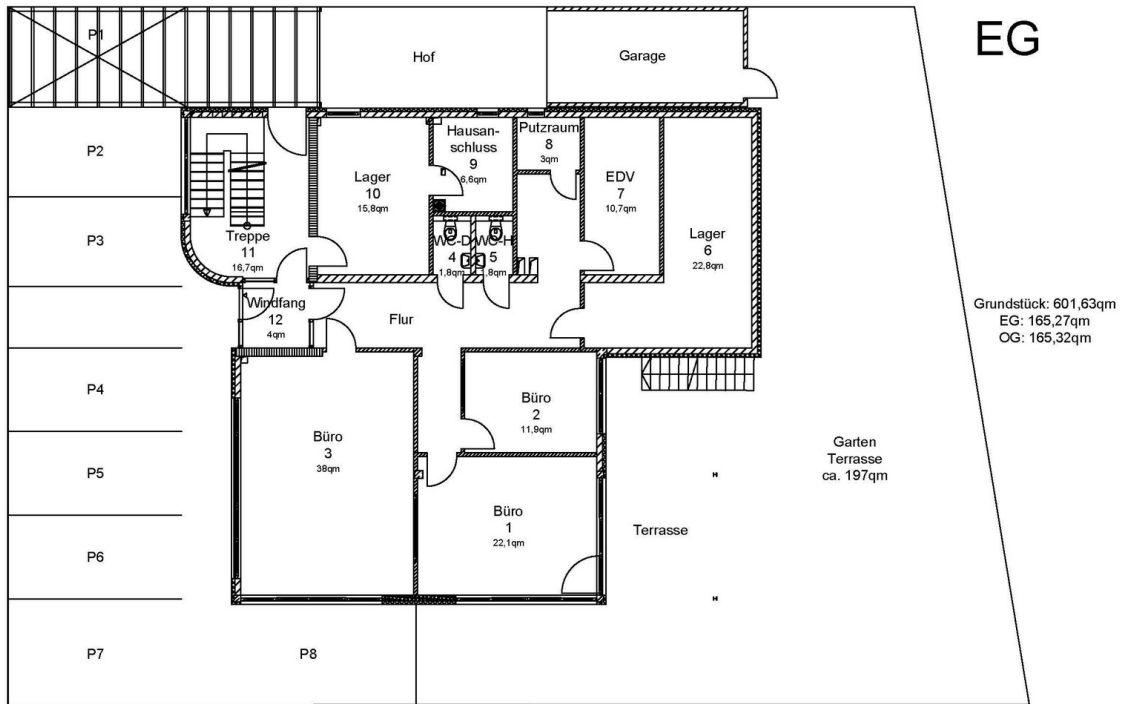 P1
Hof
Garage
EG
P2
Hausan-
schluss
9
6,6qm
Putzraum
8
3qm
Lager
10
15,8qm
EDV
7
10,7qm
P3
Treppe
11
16,7qm
WC-D
4
1,8qm
WC-H
5
1,8qm
Lager
6
22,8qm
Windfang
12
4qm
Flur
Grundstück: 601,63qm
EG: 165,27qm
OG: 165,32qm
P4
Büro
2
11,9qm
Büro
3
38qm
Garten
Terrasse
ca. 197qm
P5
Büro
1
22,1qm
Terrasse
P6
P7
P8